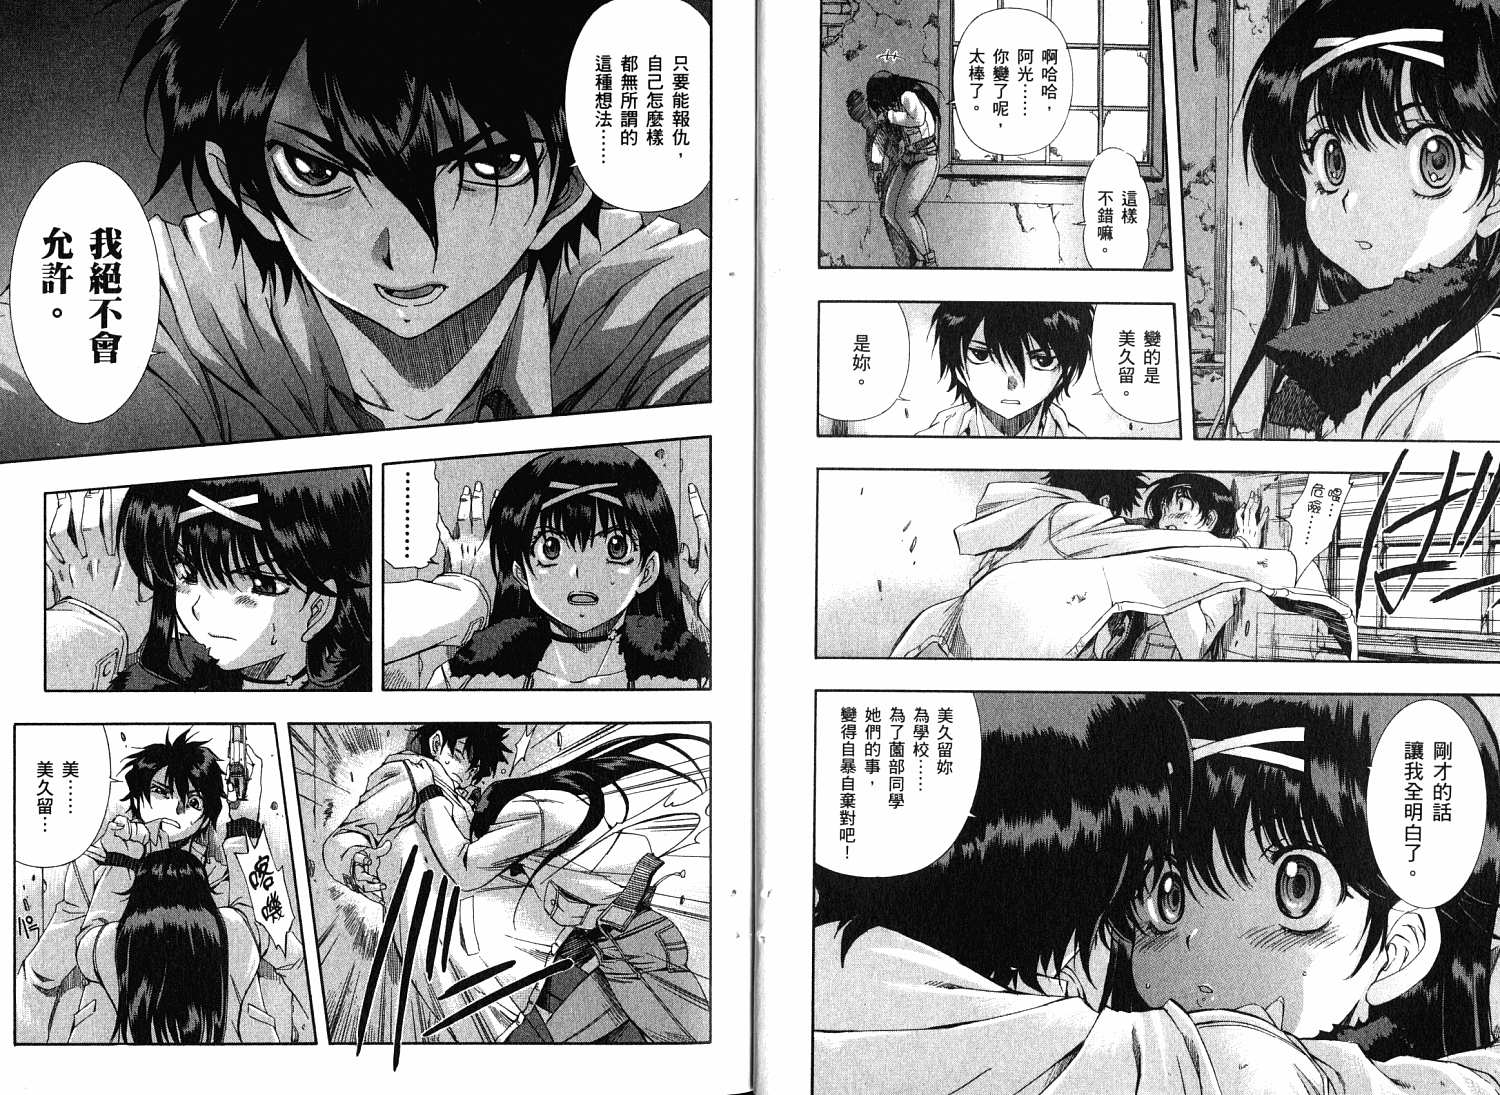 啊哈哈，
阿光……
你變了呢，
太棒了。
這樣
不錯嘛。
變的是
美久留。
是妳。
喂……
危險……
剛才的話
讓我全明白了。
美久留妳
為學校……
為了薗部同學
她們的事，
變得自暴自棄對吧！
只要能報仇，
自己怎麼樣
都無所謂的
這種想法……
我絕不會
允許。
…………
美……
美久留…
喀嘰